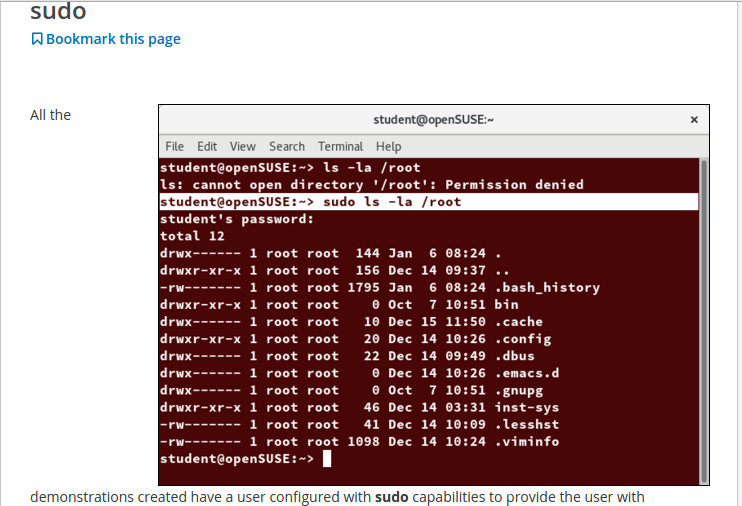 sudo
Bookmark this page
All the
student@openSUSE:~ ×
File Edit View Search Terminal Help
student@openSUSE:~> ls -la /root
ls: cannot open directory '/root': Permission denied
student@openSUSE:~> sudo ls -la /root
student's password:
total 12
drwx------ 1 root root  144 Jan  6 08:24 .
drwxr-xr-x 1 root root  156 Dec 14 09:37 ..
-rw------- 1 root root 1795 Jan  6 08:24 .bash_history
drwxr-xr-x 1 root root    0 Oct  7 10:51 bin
drwx------ 1 root root   10 Dec 15 11:50 .cache
drwxr-xr-x 1 root root   20 Dec 14 10:26 .config
drwx------ 1 root root   22 Dec 14 09:49 .dbus
drwx------ 1 root root    0 Dec 14 10:26 .emacs.d
drwx------ 1 root root    0 Oct  7 10:51 .gnupg
drwxr-xr-x 1 root root   46 Dec 14 03:31 inst-sys
-rw------- 1 root root   41 Dec 14 10:09 .lesshst
-rw------- 1 root root 1098 Dec 14 10:24 .viminfo
student@openSUSE:~>
demonstrations created have a user configured with sudo capabilities to provide the user with